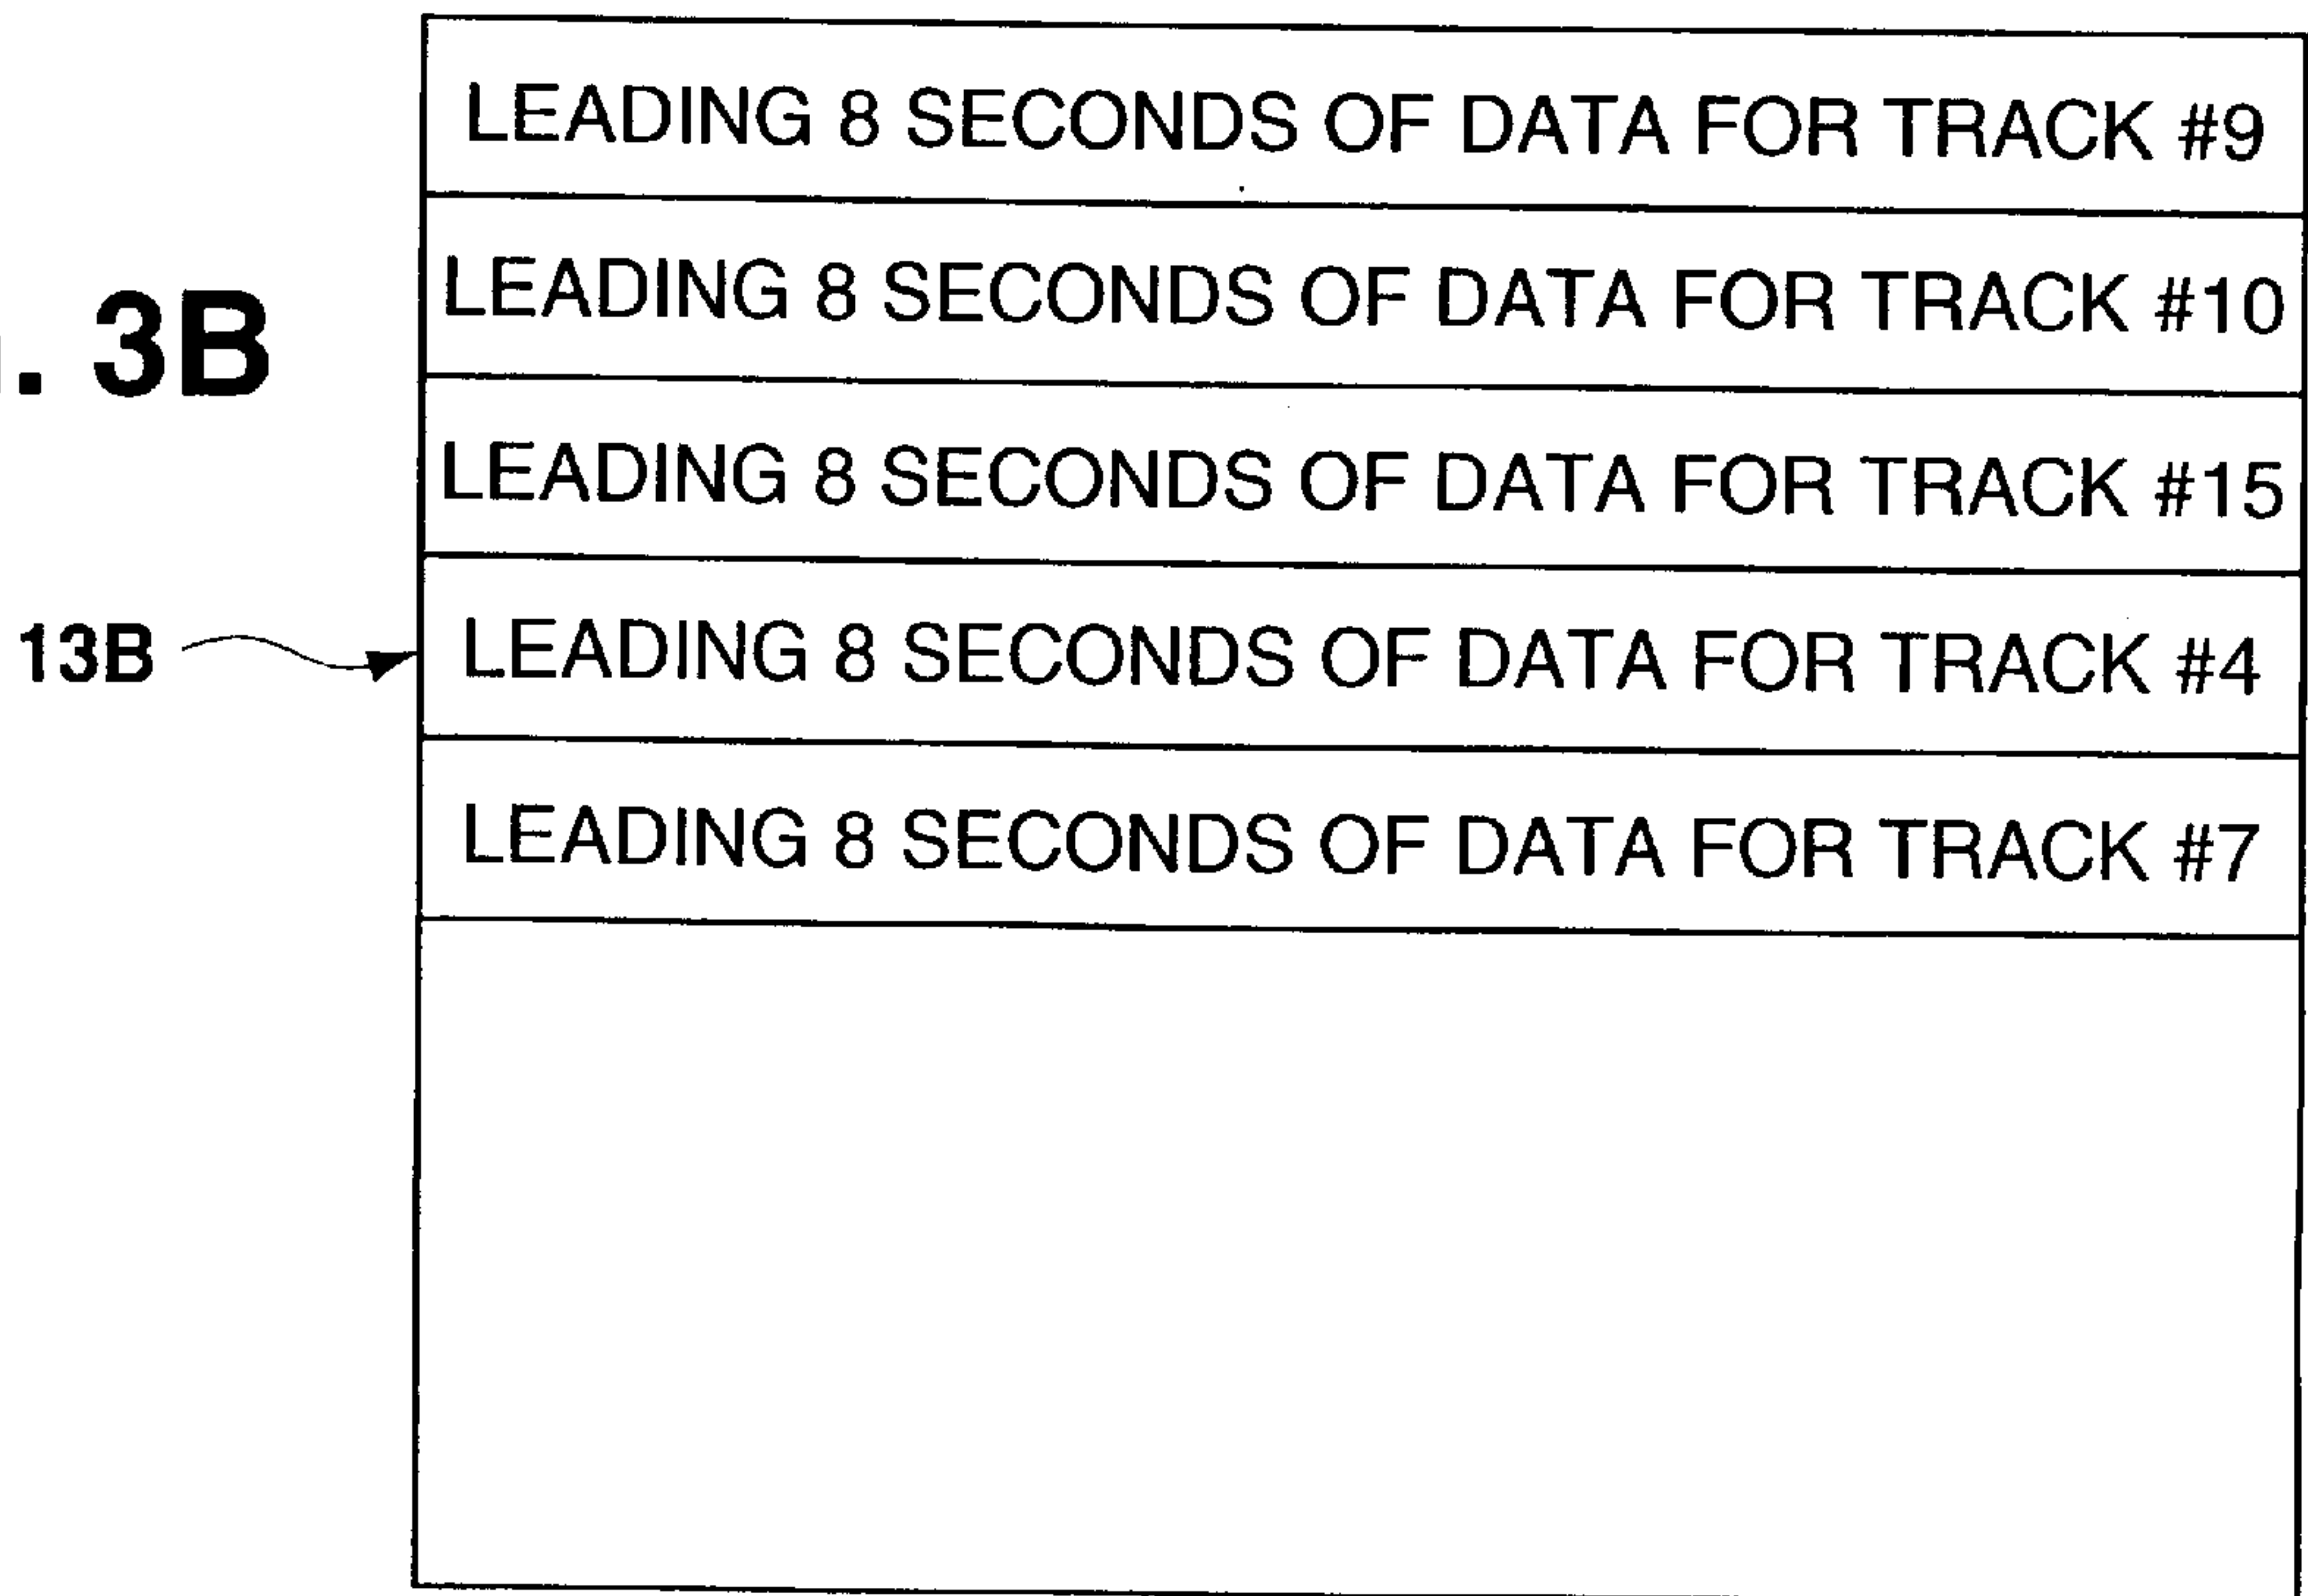 LEADING 8 SECONDS OF DATA FOR TRACK #9
LEADING 8 SECONDS OF DATA FOR TRACK #10
. 3B
LEADING 8 SECONDS OF DATA FOR TRACK #15
13B
LEADING 8 SECONDS OF DATA FOR TRACK #4
LEADING 8 SECONDS OF DATA FOR TRACK #7